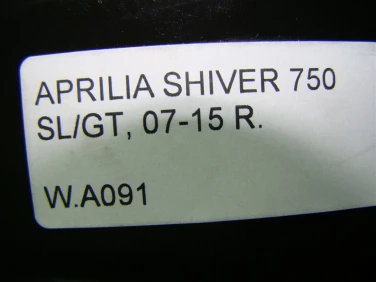 APRILIA SHIVER 750
SL/GT, 07-15 R.
W.A091